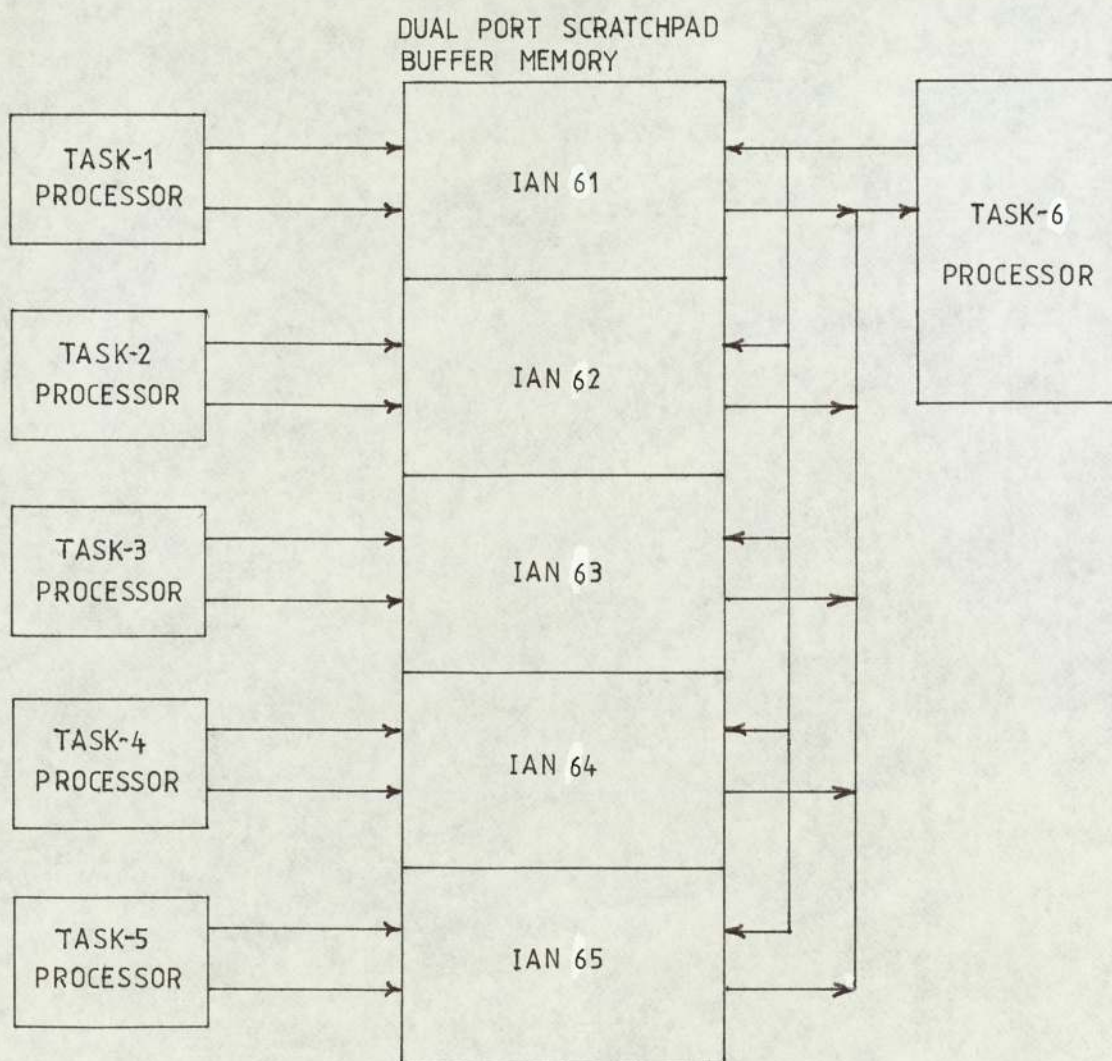 DUAL PORT SCRATCHPAD
BUFFER MEMORY
TASK-1
PROCESSOR
IAN 61
TASK-6
PROCESSOR
TASK-2
PROCESSOR
IAN 62
TASK-3
PROCESSOR
IAN 63
TASK-4
PROCESSOR
IAN 64
TASK-5
PROCESSOR
IAN 65